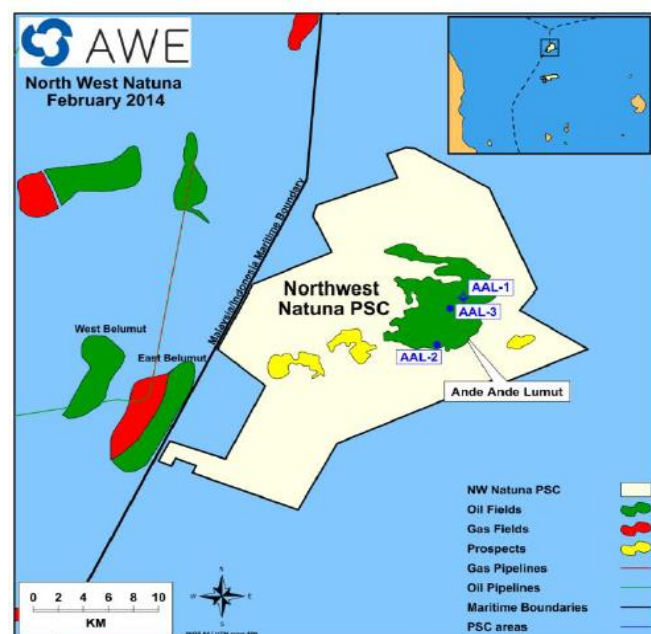 AWE
North West Natuna
February 2014
Malaysia/Indonesia Maritime Boundary
Northwest
Natuna PSC
AAL-1
AAL-3
AAL-2
West Belumut
East Belumut
Ande Ande Lumut
NW Natuna PSC
Oil Fields
Gas Fields
Prospects
Gas Pipelines
Oil Pipelines
Maritime Boundaries
PSC areas
0 2 4 6 8 10
KM
N
W E
S